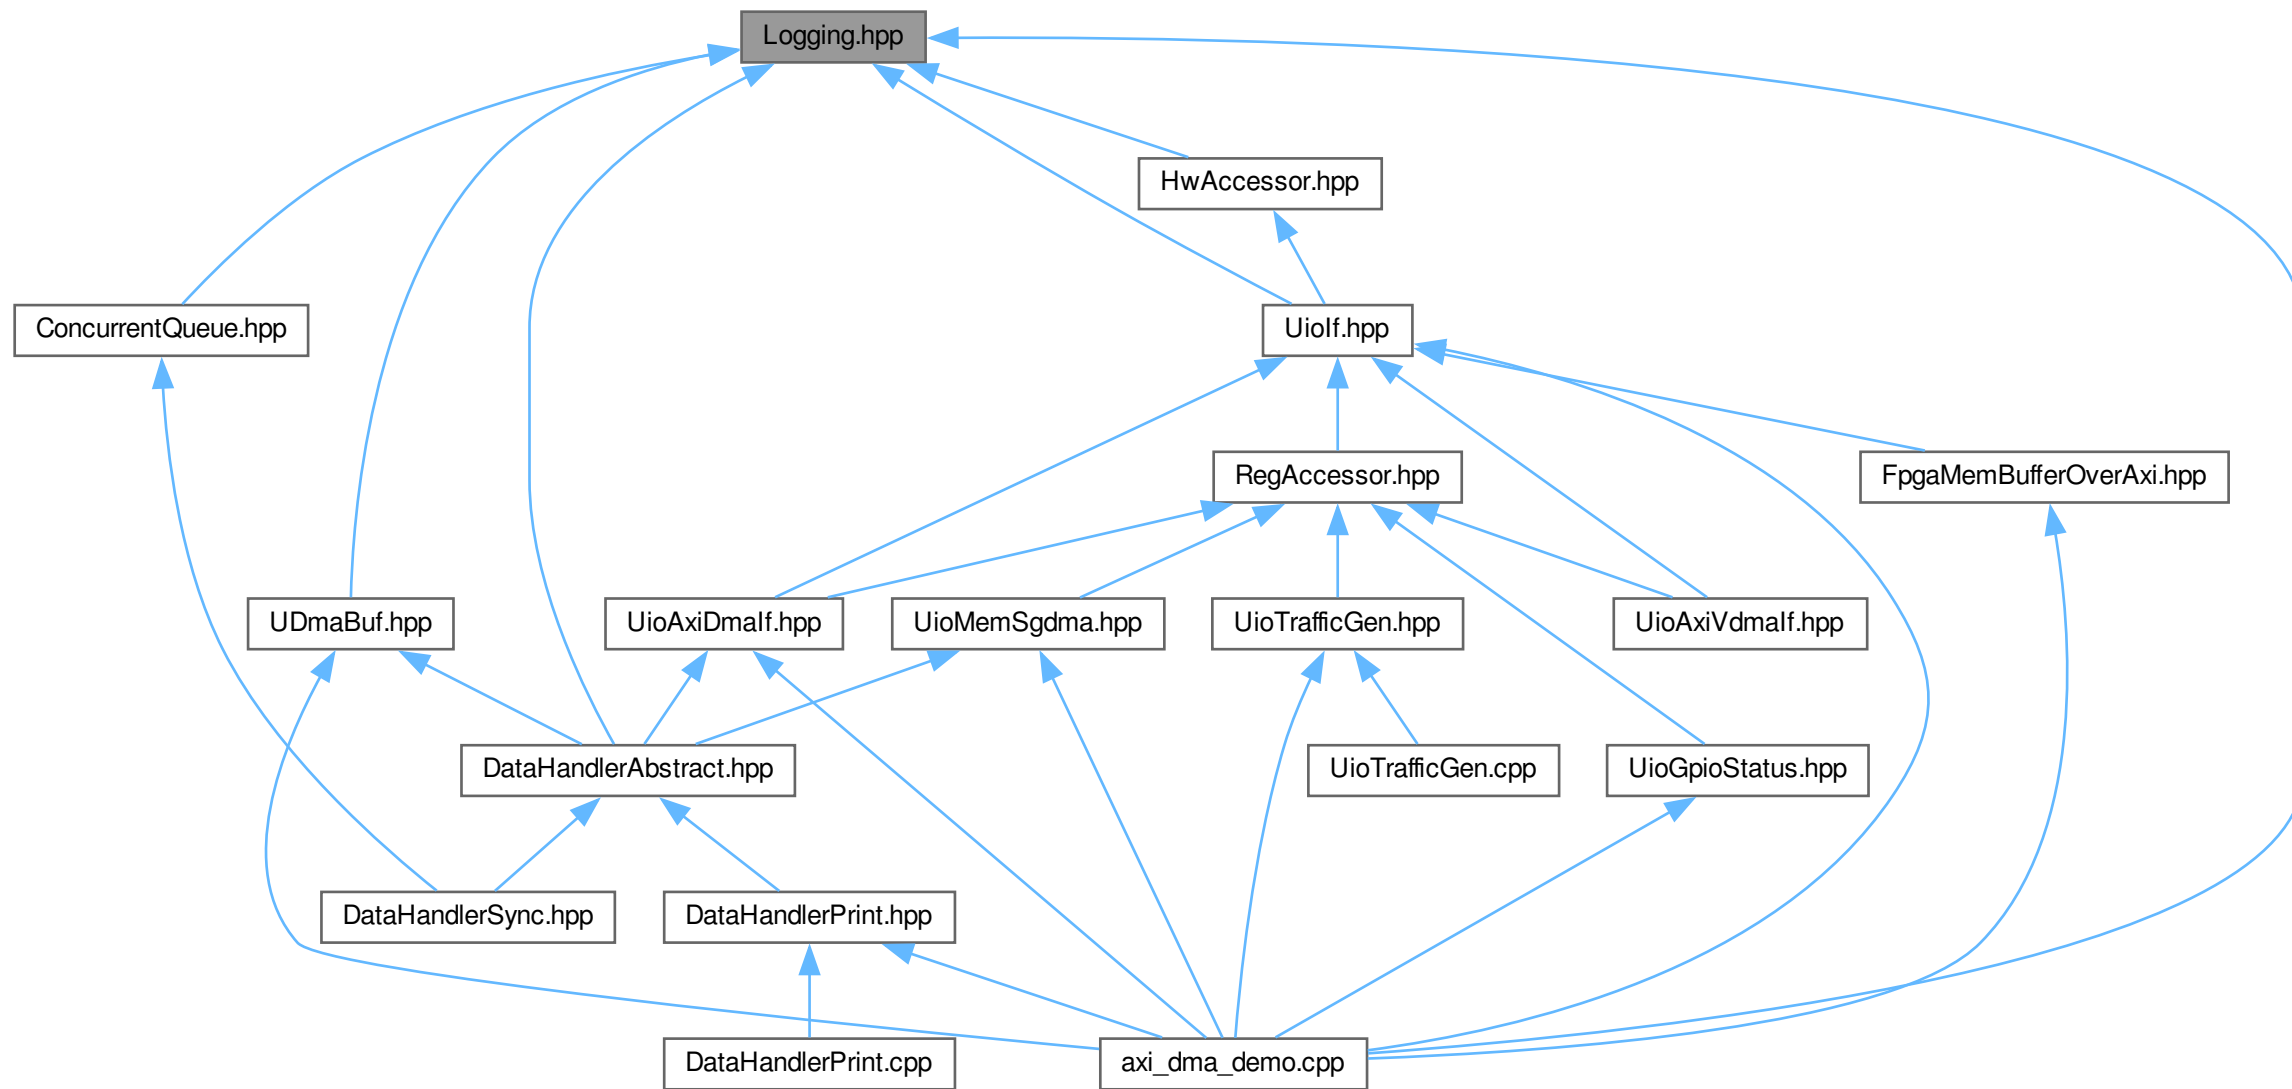 Logging.hpp
HwAccessor.hpp
ConcurrentQueue.hpp
UioIf.hpp
RegAccessor.hpp
FpgaMemBufferOverAxi.hpp
UDmaBuf.hpp
UioAxiDmaIf.hpp
UioMemSgdma.hpp
UioTrafficGen.hpp
UioAxiVdmaIf.hpp
DataHandlerAbstract.hpp
UioTrafficGen.cpp
UioGpioStatus.hpp
DataHandlerSync.hpp
DataHandlerPrint.hpp
DataHandlerPrint.cpp
axi_dma_demo.cpp